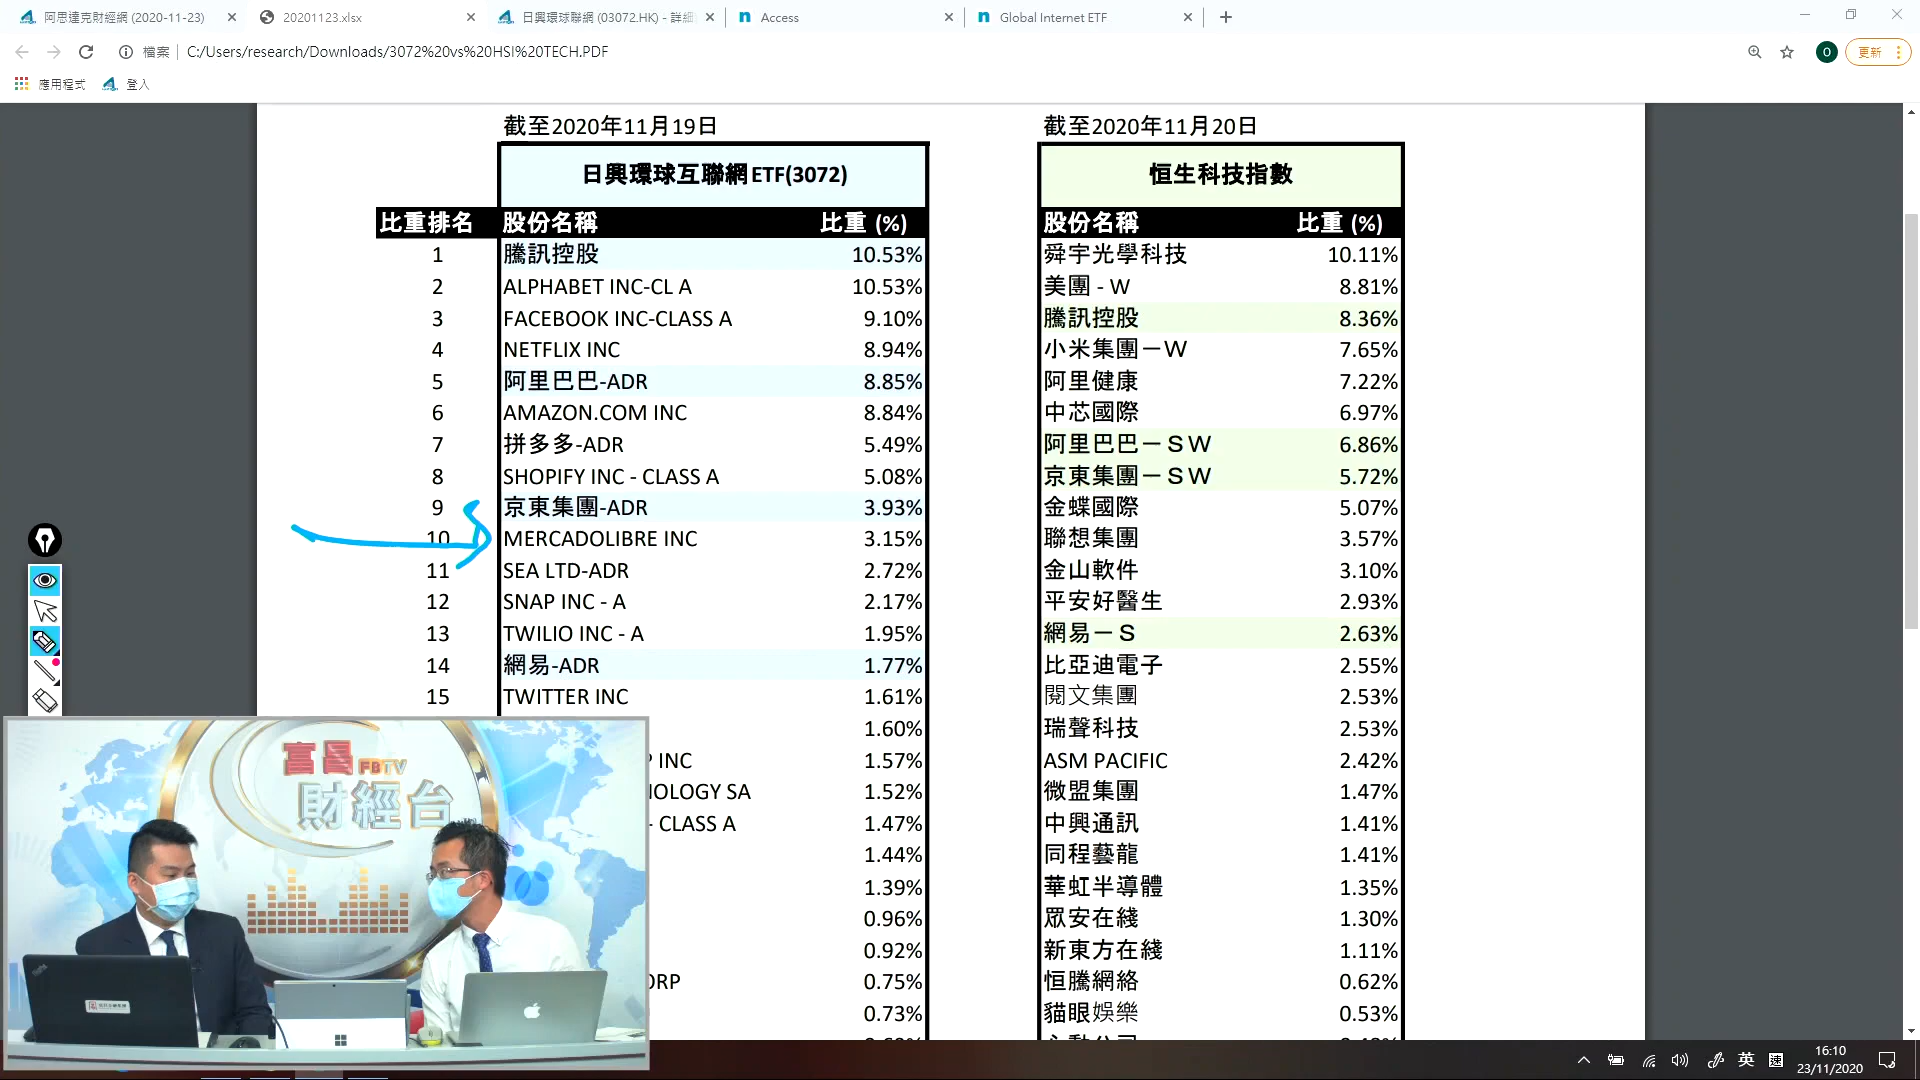 阿思達克財經網 (2020-11-23)
20201123.xlsx
日興環球聯網 (03072.HK) - 詳細
Access
Global Internet ETF
檔案
C:/Users/research/Downloads/3072%20vs%20HSI%20TECH.PDF
O
更新
應用程式
登入
截至2020年11月19日 截至2020年11月20日
日興環球互聯網ETF(3072) 恒生科技指數
比重排名 股份名稱 比重 (%) 股份名稱 比重 (%)
1 騰訊控股 10.53% 舜宇光學科技 10.11%
2 ALPHABET INC-CL A 10.53% 美團 - W 8.81%
3 FACEBOOK INC-CLASS A 9.10% 騰訊控股 8.36%
4 NETFLIX INC 8.94% 小米集團－Ｗ 7.65%
5 阿里巴巴-ADR 8.85% 阿里健康 7.22%
6 AMAZON.COM INC 8.84% 中芯國際 6.97%
7 拼多多-ADR 5.49% 阿里巴巴－ＳＷ 6.86%
8 SHOPIFY INC - CLASS A 5.08% 京東集團－ＳＷ 5.72%
9 京東集團-ADR 3.93% 金蝶國際 5.07%
10 MERCADOLIBRE INC 3.15% 聯想集團 3.57%
11 SEA LTD-ADR 2.72% 金山軟件 3.10%
12 SNAP INC - A 2.17% 平安好醫生 2.93%
13 TWILIO INC - A 1.95% 網易－Ｓ 2.63%
14 網易-ADR 1.77% 比亞迪電子 2.55%
15 TWITTER INC 1.61% 閱文集團 2.53%
1.60% 瑞聲科技 2.53%
INC 1.57% ASM PACIFIC 2.42%
OLOGY SA 1.52% 微盟集團 1.47%
- CLASS A 1.47% 中興通訊 1.41%
1.44% 同程藝龍 1.41%
1.39% 華虹半導體 1.35%
0.96% 眾安在綫 1.30%
0.92% 新東方在綫 1.11%
ORP 0.75% 恒騰網絡 0.62%
0.73% 貓眼娛樂 0.53%
富昌 FBTV
財經台
英
速
16:10
23/11/2020